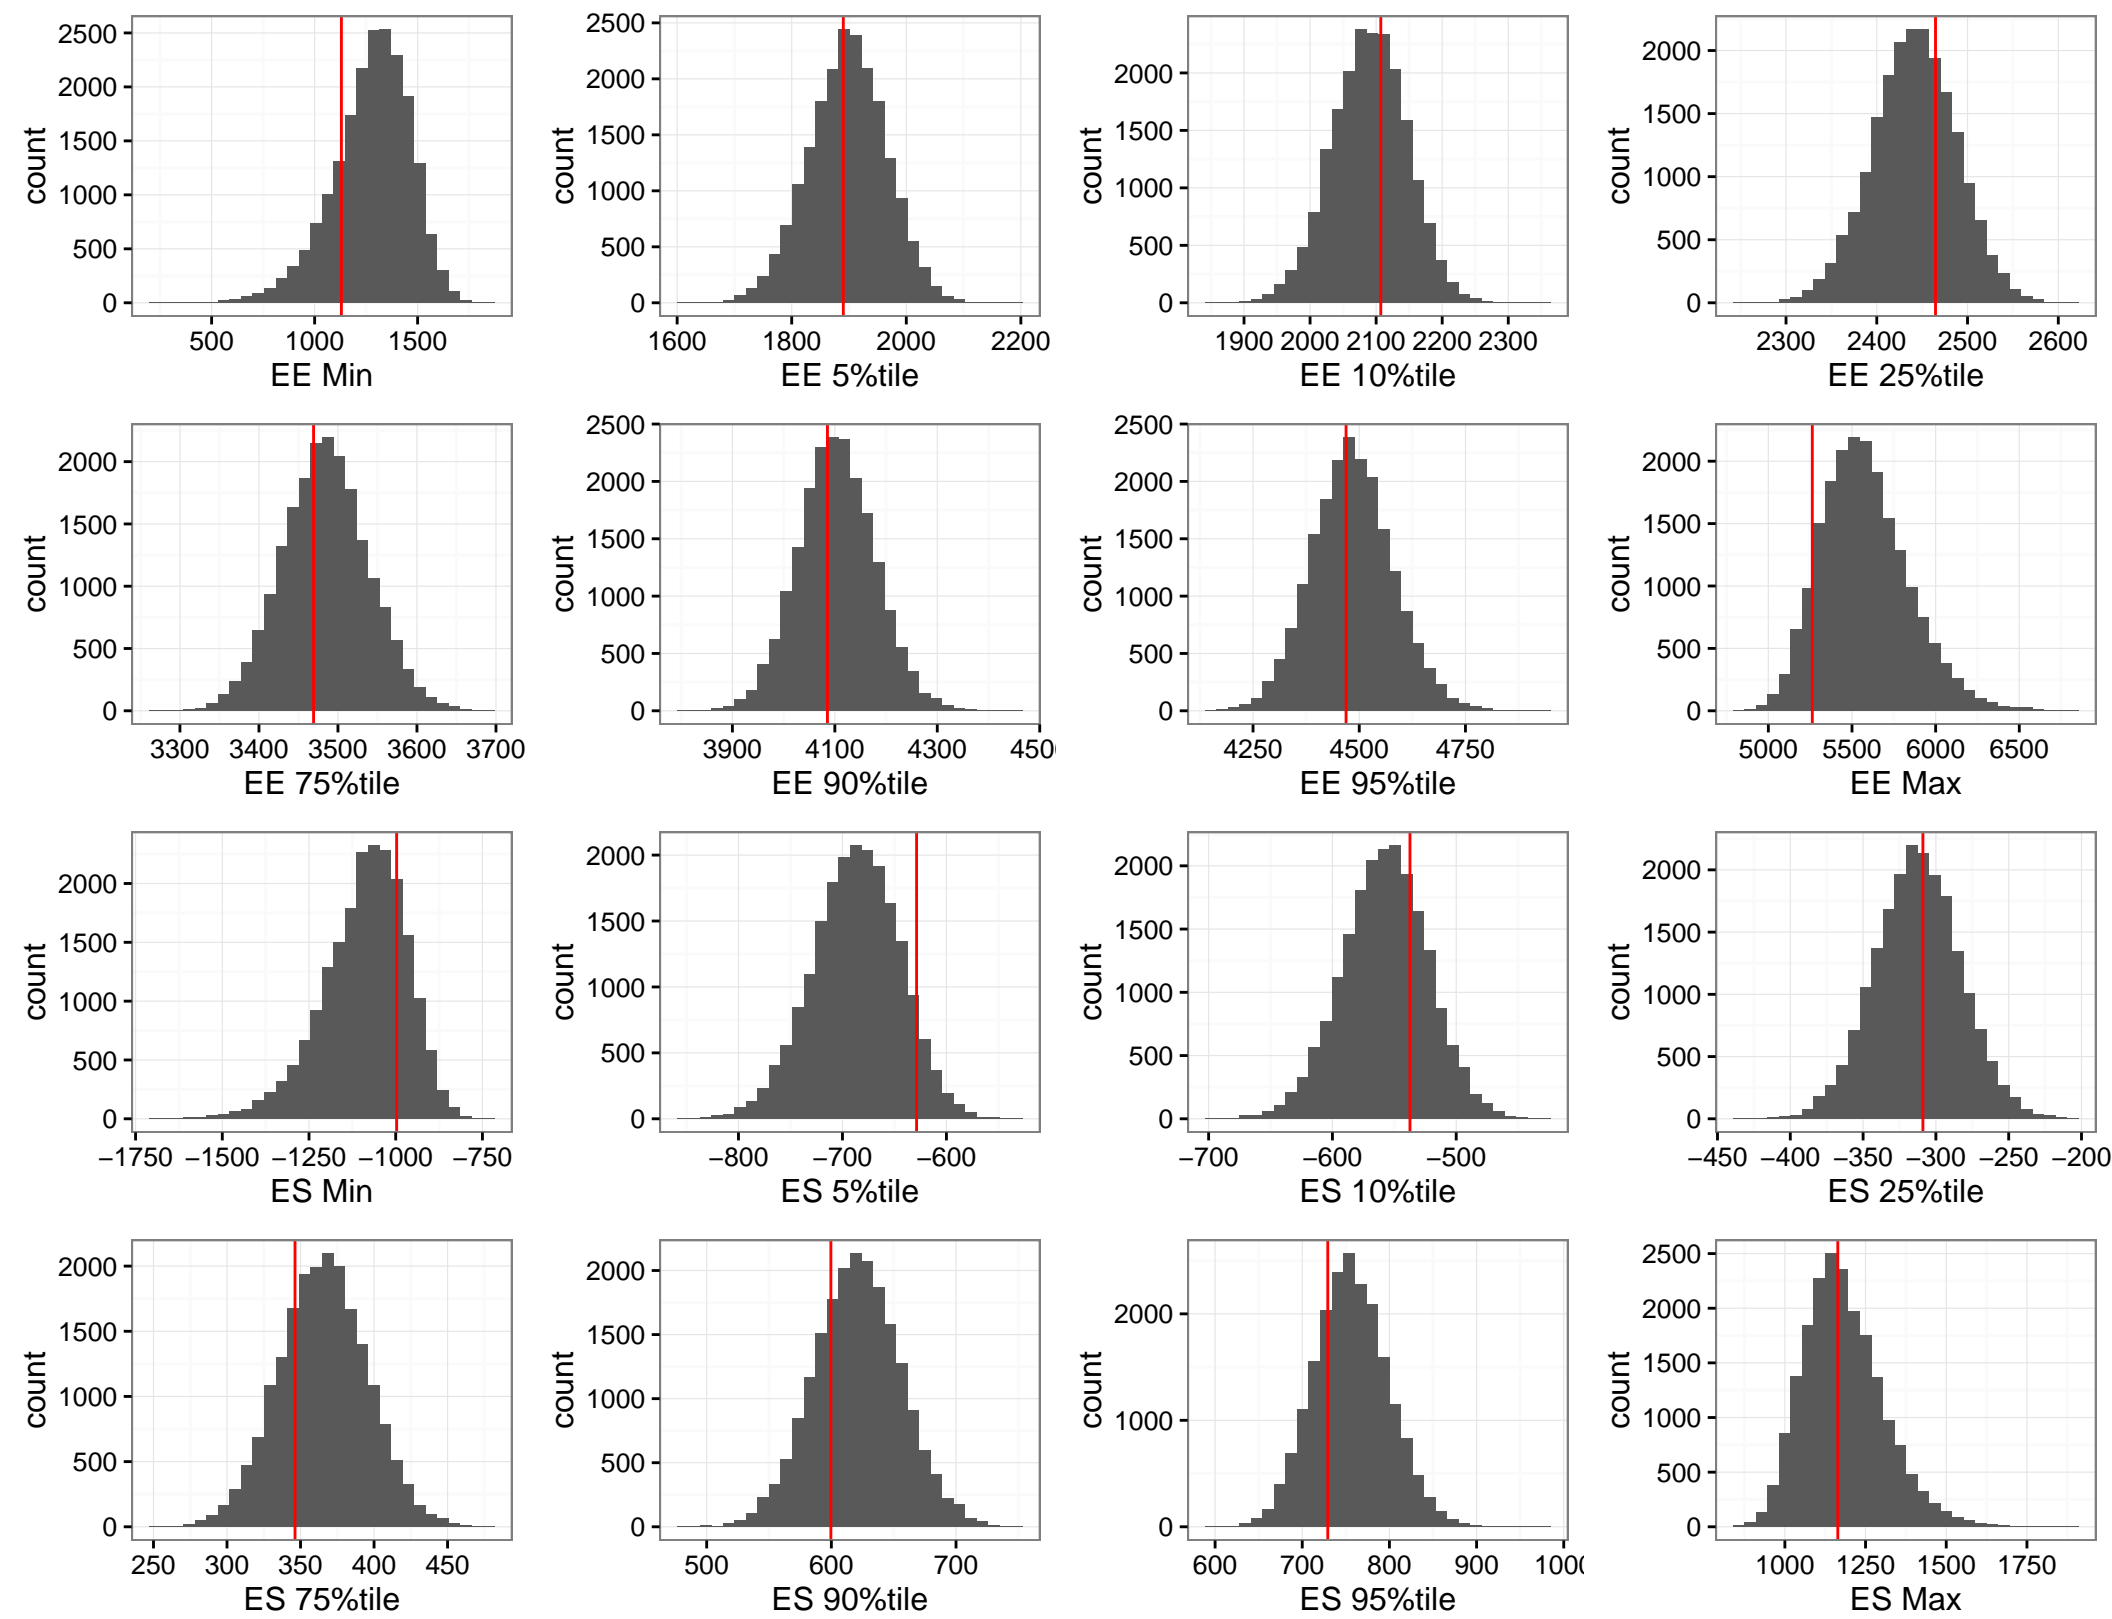 count
2500
2000
1500
1000
500
0
500 1000 1500
EE Min
count
2500
2000
1500
1000
500
0
1600 1800 2000 2200
EE 5%tile
count
2000
1500
1000
500
0
1900 2000 2100 2200 2300
EE 10%tile
count
2000
1500
1000
500
0
2300 2400 2500 2600
EE 25%tile
count
2000
1500
1000
500
0
3300 3400 3500 3600 3700
EE 75%tile
count
2500
2000
1500
1000
500
0
3900 4100 4300 450
EE 90%tile
count
2500
2000
1500
1000
500
0
4250 4500 4750
EE 95%tile
count
2000
1500
1000
500
0
5000 5500 6000 6500
EE Max
count
2000
1500
1000
500
0
−1750 −1500 −1250 −1000 −750
ES Min
count
2000
1500
1000
500
0
−800 −700 −600
ES 5%tile
count
2000
1500
1000
500
0
−700 −600 −500
ES 10%tile
count
2000
1500
1000
500
0
−450 −400 −350 −300 −250 −200
ES 25%tile
count
2000
1500
1000
500
0
250 300 350 400 450
ES 75%tile
count
2000
1500
1000
500
0
500 600 700
ES 90%tile
count
2000
1000
0
600 700 800 900 1000
ES 95%tile
count
2500
2000
1500
1000
500
0
1000 1250 1500 1750
ES Max